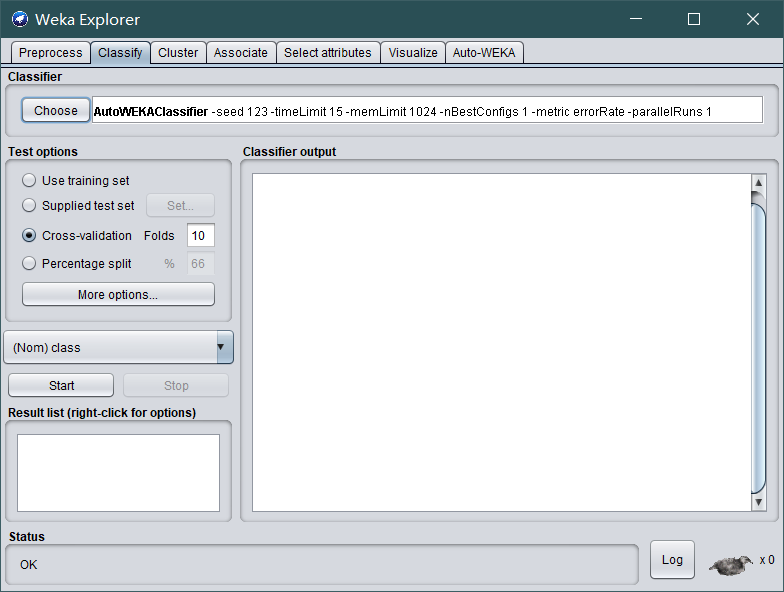 Weka Explorer
Preprocess Classify Cluster Associate Select attributes Visualize Auto-WEKA
Classifier
Choose AutoWEKAClassifier -seed 123 -timeLimit 15 -memLimit 1024 -nBestConfigs 1 -metric errorRate -parallelRuns 1
Test options
Use training set
Supplied test set Set...
Cross-validation Folds 10
Percentage split % 66
More options...
(Nom) class
Start Stop
Result list (right-click for options)
Classifier output
Status
OK
Log x 0